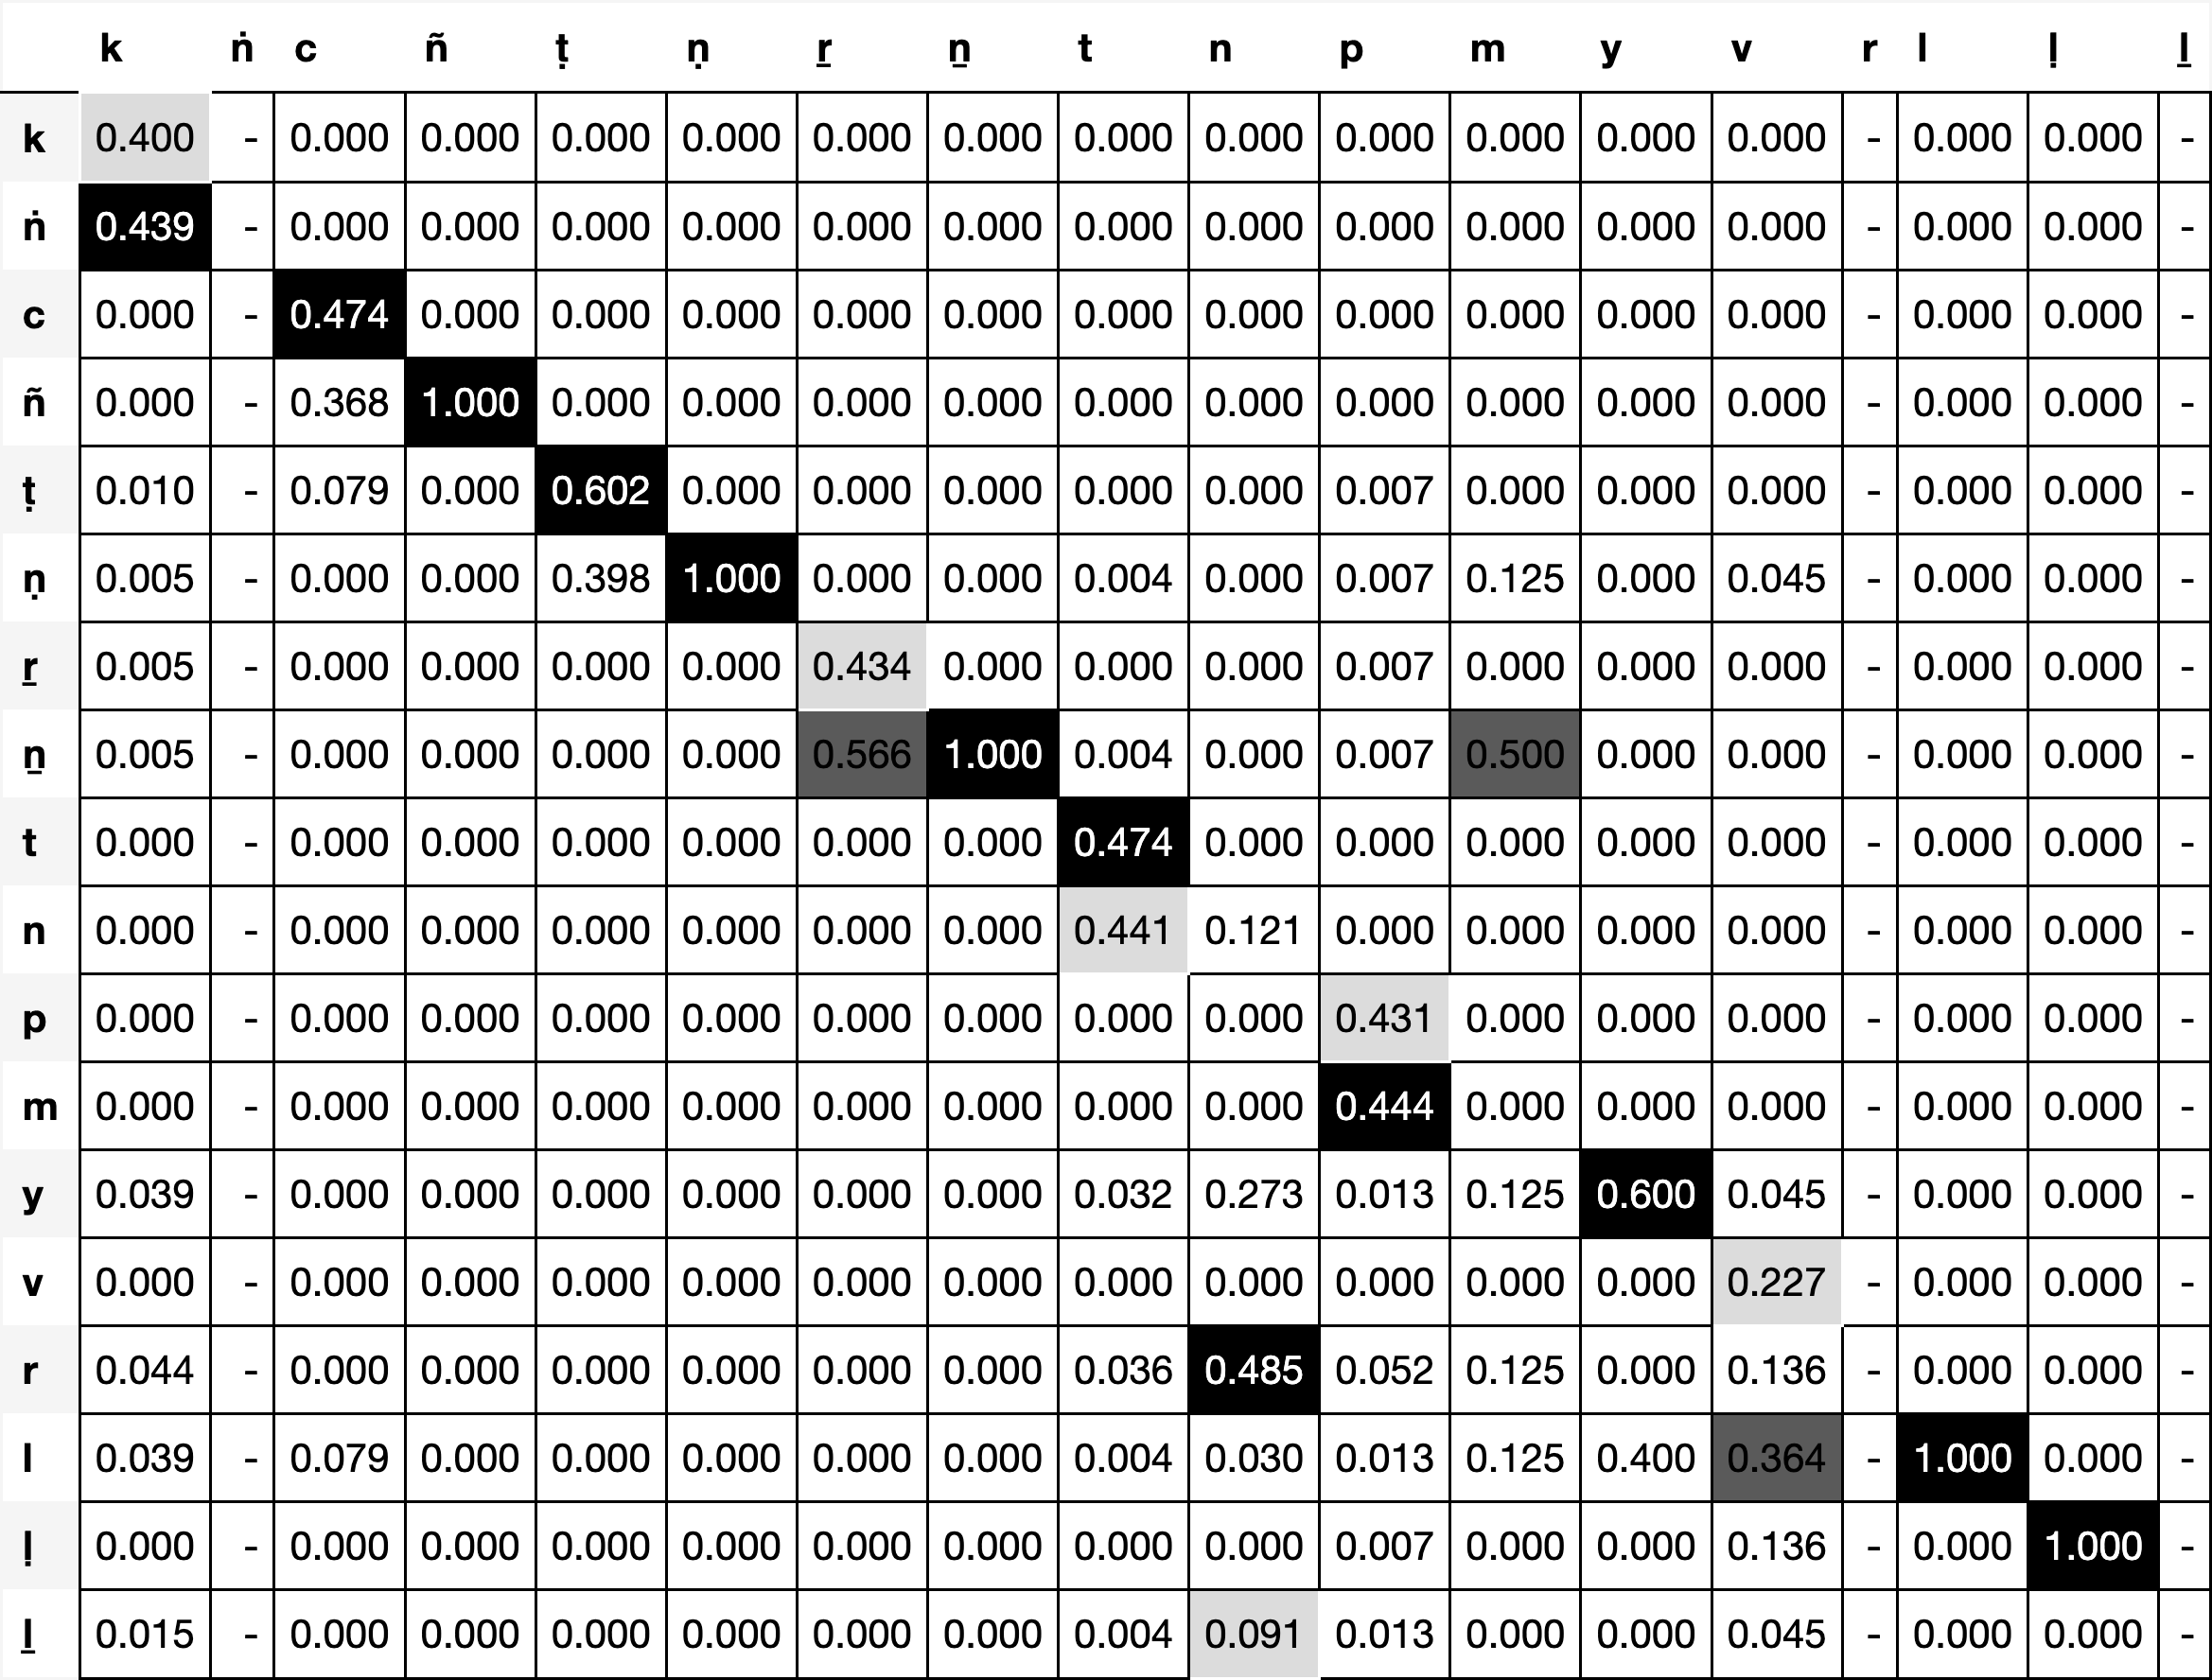 k ṅ c ñ ṭ ṇ ṟ ṉ t n p m y v r l ḷ ḻ
k 0.400 - 0.000 0.000 0.000 0.000 0.000 0.000 0.000 0.000 0.000 0.000 0.000 0.000 - 0.000 0.000 -
ṅ 0.439 - 0.000 0.000 0.000 0.000 0.000 0.000 0.000 0.000 0.000 0.000 0.000 0.000 - 0.000 0.000 -
c 0.000 - 0.474 0.000 0.000 0.000 0.000 0.000 0.000 0.000 0.000 0.000 0.000 0.000 - 0.000 0.000 -
ñ 0.000 - 0.368 1.000 0.000 0.000 0.000 0.000 0.000 0.000 0.000 0.000 0.000 0.000 - 0.000 0.000 -
ṭ 0.010 - 0.079 0.000 0.602 0.000 0.000 0.000 0.000 0.000 0.007 0.000 0.000 0.000 - 0.000 0.000 -
ṇ 0.005 - 0.000 0.000 0.398 1.000 0.000 0.000 0.004 0.000 0.007 0.125 0.000 0.045 - 0.000 0.000 -
ṟ 0.005 - 0.000 0.000 0.000 0.000 0.434 0.000 0.000 0.000 0.007 0.000 0.000 0.000 - 0.000 0.000 -
ṉ 0.005 - 0.000 0.000 0.000 0.000 0.566 1.000 0.004 0.000 0.007 0.500 0.000 0.000 - 0.000 0.000 -
t 0.000 - 0.000 0.000 0.000 0.000 0.000 0.000 0.474 0.000 0.000 0.000 0.000 0.000 - 0.000 0.000 -
n 0.000 - 0.000 0.000 0.000 0.000 0.000 0.000 0.441 0.121 0.000 0.000 0.000 0.000 - 0.000 0.000 -
p 0.000 - 0.000 0.000 0.000 0.000 0.000 0.000 0.000 0.000 0.431 0.000 0.000 0.000 - 0.000 0.000 -
m 0.000 - 0.000 0.000 0.000 0.000 0.000 0.000 0.000 0.000 0.444 0.000 0.000 0.000 - 0.000 0.000 -
y 0.039 - 0.000 0.000 0.000 0.000 0.000 0.000 0.032 0.273 0.013 0.125 0.600 0.045 - 0.000 0.000 -
v 0.000 - 0.000 0.000 0.000 0.000 0.000 0.000 0.000 0.000 0.000 0.000 0.000 0.227 - 0.000 0.000 -
r 0.044 - 0.000 0.000 0.000 0.000 0.000 0.000 0.036 0.485 0.052 0.125 0.000 0.136 - 0.000 0.000 -
l 0.039 - 0.079 0.000 0.000 0.000 0.000 0.000 0.004 0.030 0.013 0.125 0.400 0.364 - 1.000 0.000 -
ḷ 0.000 - 0.000 0.000 0.000 0.000 0.000 0.000 0.000 0.000 0.007 0.000 0.000 0.136 - 0.000 1.000 -
ḻ 0.015 - 0.000 0.000 0.000 0.000 0.000 0.000 0.004 0.091 0.013 0.000 0.000 0.045 - 0.000 0.000 -